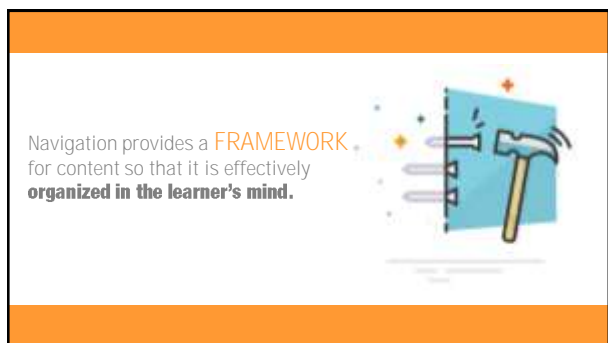 Navigation provides a FRAMEWORK
for content so that it is effectively
organized in the learner's mind.